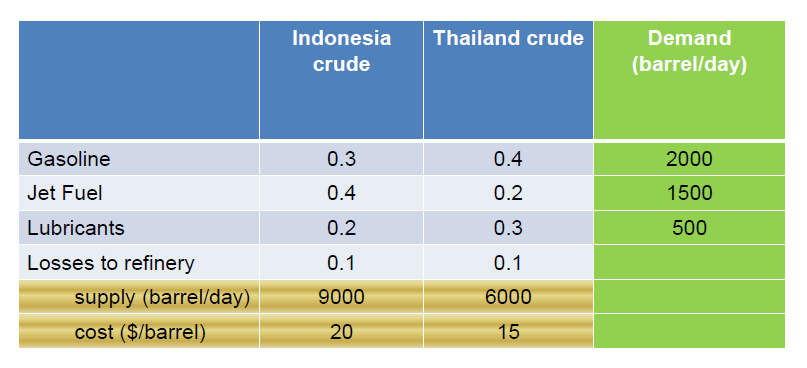 Indonesia crude Thailand crude Demand (barrel/day)
Gasoline 0.3 0.4 2000
Jet Fuel 0.4 0.2 1500
Lubricants 0.2 0.3 500
Losses to refinery 0.1 0.1
supply (barrel/day) 9000 6000
cost ($/barrel) 20 15